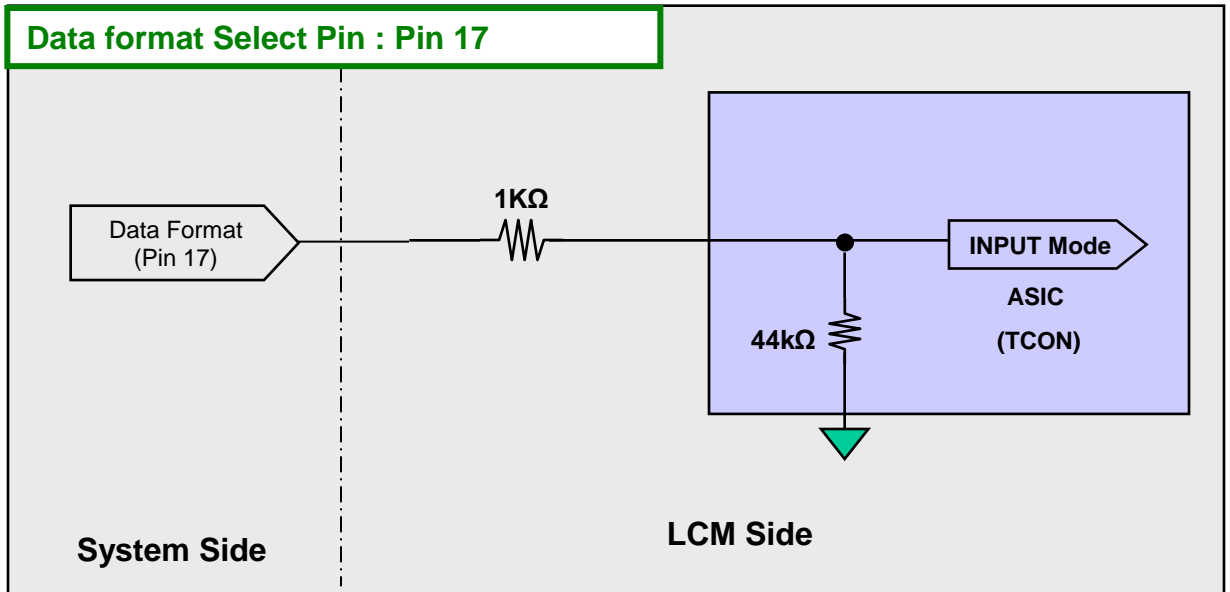 Data format Select Pin : Pin 17
1KΩ
Data Format
(Pin 17)
INPUT Mode
ASIC
(TCON)
44kΩ
System Side
LCM Side